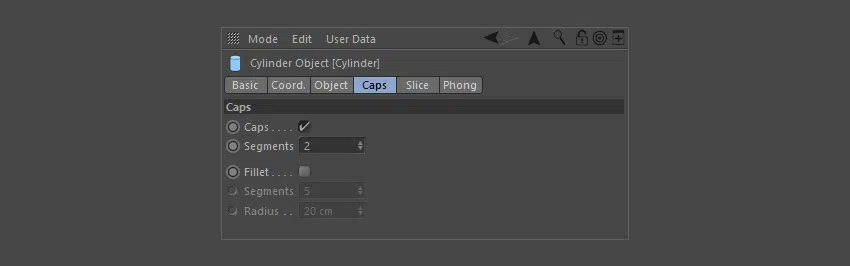 Mode Edit User Data
Cylinder Object [Cylinder]
Basic Coord. Object Caps Slice Phong
Caps
Caps . . . .
Segments 2
Fillet . . . .
Segments 5
Radius . . 20 cm